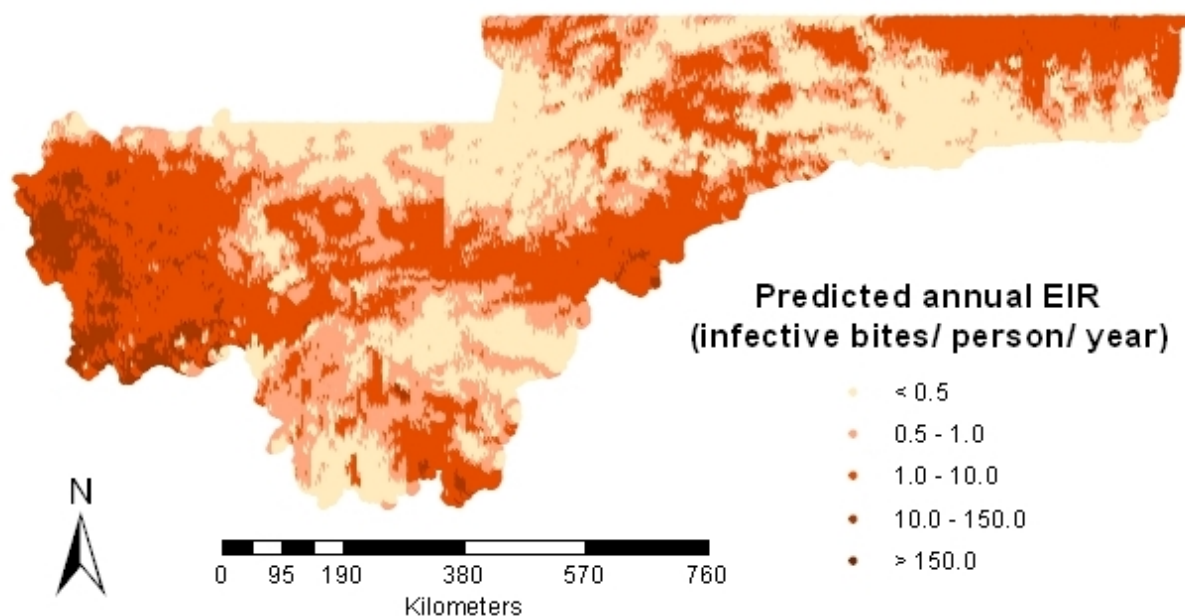 Predicted annual EIR
(infective bites/ person/ year)
< 0.5
0.5 - 1.0
1.0 - 10.0
10.0 - 150.0
> 150.0
N
0 95 190 380 570 760
Kilometers